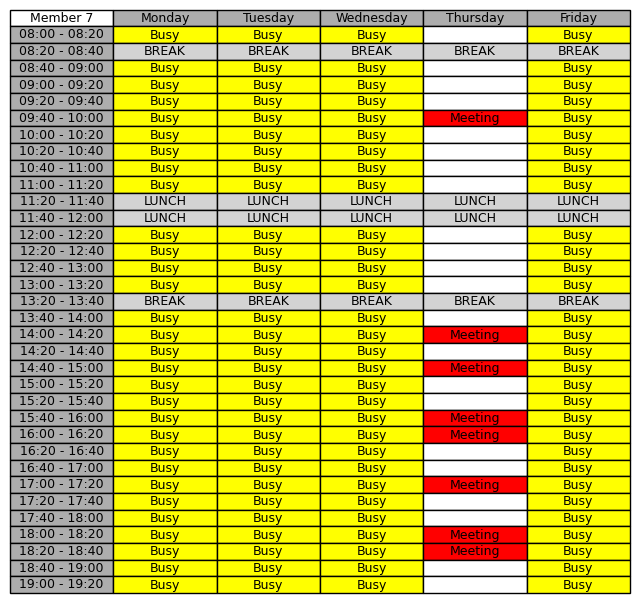 Member 7 Monday Tuesday Wednesday Thursday Friday
08:00 - 08:20 Busy Busy Busy Busy
08:20 - 08:40 BREAK BREAK BREAK BREAK BREAK
08:40 - 09:00 Busy Busy Busy Busy
09:00 - 09:20 Busy Busy Busy Busy
09:20 - 09:40 Busy Busy Busy Busy
09:40 - 10:00 Busy Busy Busy Meeting Busy
10:00 - 10:20 Busy Busy Busy Busy
10:20 - 10:40 Busy Busy Busy Busy
10:40 - 11:00 Busy Busy Busy Busy
11:00 - 11:20 Busy Busy Busy Busy
11:20 - 11:40 LUNCH LUNCH LUNCH LUNCH LUNCH
11:40 - 12:00 LUNCH LUNCH LUNCH LUNCH LUNCH
12:00 - 12:20 Busy Busy Busy Busy
12:20 - 12:40 Busy Busy Busy Busy
12:40 - 13:00 Busy Busy Busy Busy
13:00 - 13:20 Busy Busy Busy Busy
13:20 - 13:40 BREAK BREAK BREAK BREAK BREAK
13:40 - 14:00 Busy Busy Busy Busy
14:00 - 14:20 Busy Busy Busy Meeting Busy
14:20 - 14:40 Busy Busy Busy Busy
14:40 - 15:00 Busy Busy Busy Meeting Busy
15:00 - 15:20 Busy Busy Busy Busy
15:20 - 15:40 Busy Busy Busy Busy
15:40 - 16:00 Busy Busy Busy Meeting Busy
16:00 - 16:20 Busy Busy Busy Meeting Busy
16:20 - 16:40 Busy Busy Busy Busy
16:40 - 17:00 Busy Busy Busy Busy
17:00 - 17:20 Busy Busy Busy Meeting Busy
17:20 - 17:40 Busy Busy Busy Busy
17:40 - 18:00 Busy Busy Busy Busy
18:00 - 18:20 Busy Busy Busy Meeting Busy
18:20 - 18:40 Busy Busy Busy Meeting Busy
18:40 - 19:00 Busy Busy Busy Busy
19:00 - 19:20 Busy Busy Busy Busy